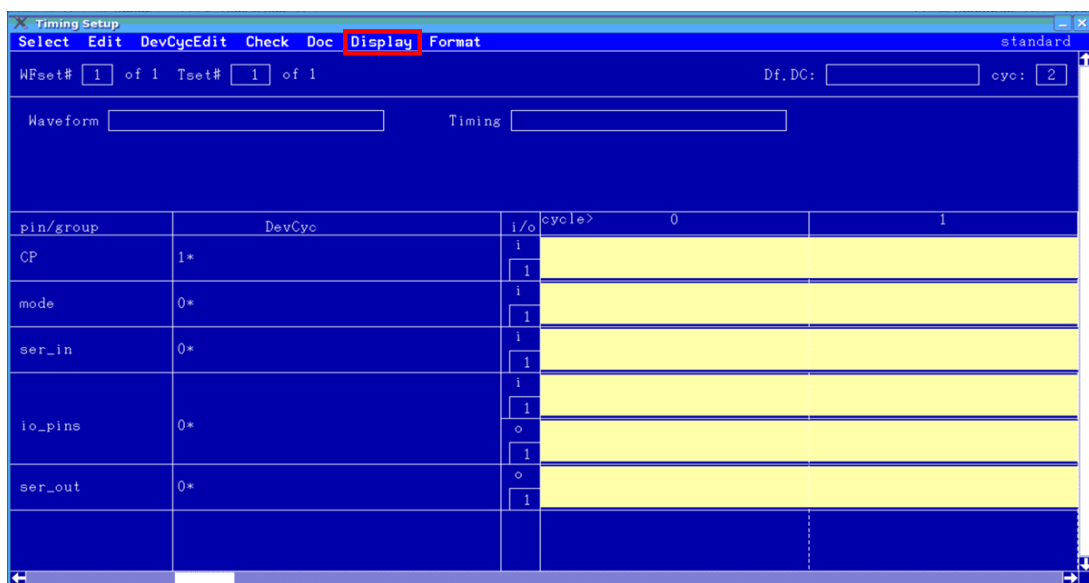 Timing Setup
Select Edit DevCycEdit Check Doc Display Format standard
WFset# 1 of 1 Tset# 1 of 1 Df.DC: cyc: 2
Waveform Timing
pin/group DevCyc i/o cycle> 0 1
CP 1* i 1
mode 0* i 1
ser_in 0* i 1
io_pins 0* i 1
o 1
ser_out 0* o 1